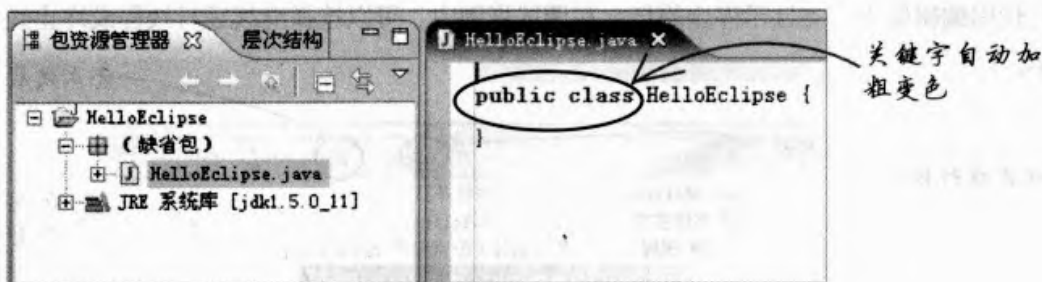 包资源管理器 层次结构
HelloEclipse
(缺省包)
HelloEclipse.java
JRE 系统库 [jdk1.5.0_11]
HelloEclipse.java
public class HelloEclipse {
}
关键字自动加
粗变色